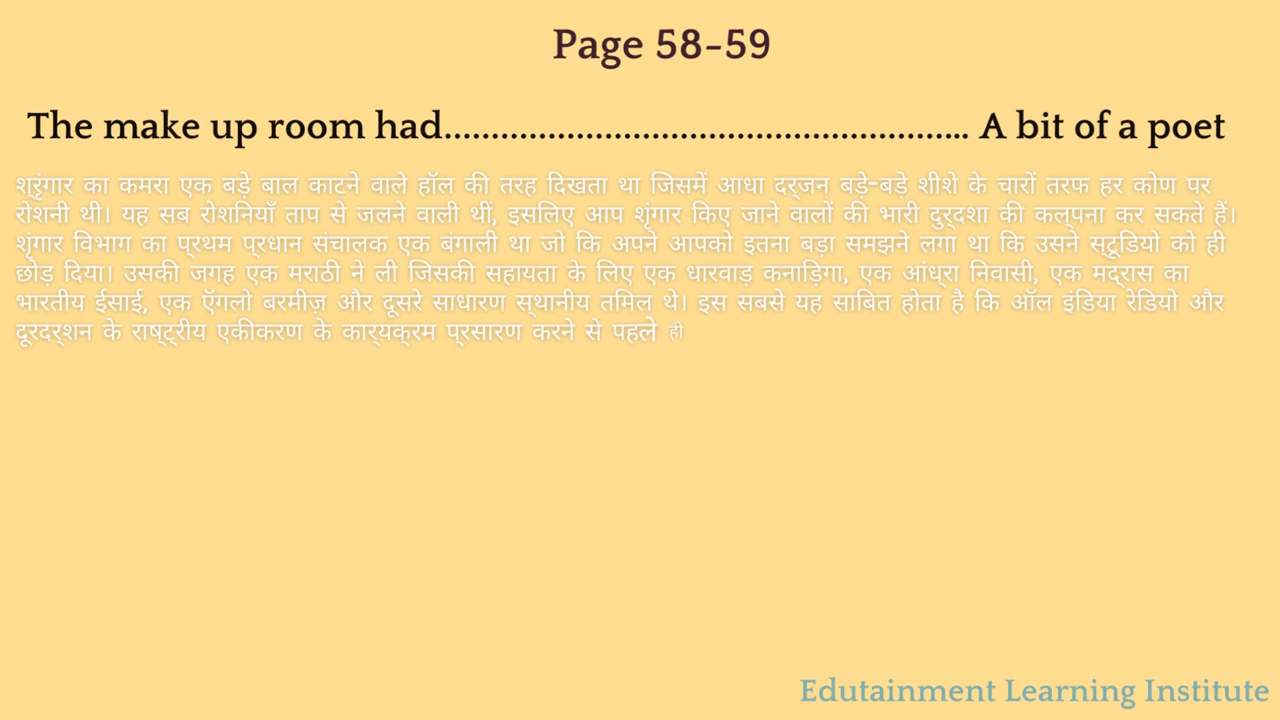 Page 58-59
The make up room had........................................................ A bit of a poet
श्रृंगार का कमरा एक बड़े बाल काटने वाले हॉल की तरह दिखता था जिसमें आधा दर्जन बड़े-बड़े शीशे के चारों तरफ हर कोण पर
रोशनी थी। यह सब रोशनियाँ ताप से जलने वाली थीं, इसलिए आप शृंगार किए जाने वालों की भारी दुर्दशा की कल्पना कर सकते हैं।
शृंगार विभाग का प्रथम प्रधान संचालक एक बंगाली था जो कि अपने आपको इतना बड़ा समझने लगा था कि उसने स्टूडियो को ही
छोड़ दिया। उसकी जगह एक मराठी ने ली जिसकी सहायता के लिए एक धारवाड़ कनाड़िगा, एक आंध्रा निवासी, एक मद्रास का
भारतीय ईसाई, एक ऍगलो बरमीज़ और दूसरे साधारण स्थानीय तमिल थे। इस सबसे यह साबित होता है कि ऑल इंडिया रेडियो और
दूरदर्शन के राष्ट्रीय एकीकरण के कार्यक्रम प्रसारण करने से पहले ही
Edutainment Learning Institute